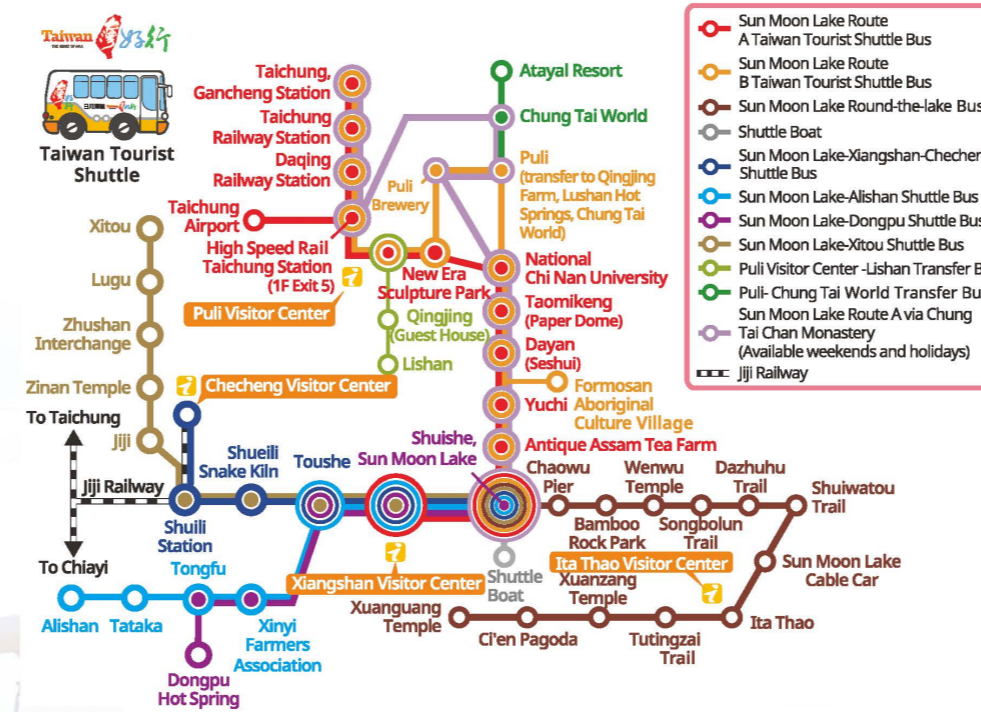 Taiwan
THE HEART OF ASIA
好行
Taiwan Tourist
Shuttle
Sun Moon Lake Route
A Taiwan Tourist Shuttle Bus
Sun Moon Lake Route
B Taiwan Tourist Shuttle Bus
Sun Moon Lake Round-the-lake Bus
Shuttle Boat
Sun Moon Lake-Xiangshan-Checher
Shuttle Bus
Sun Moon Lake-Alishan Shuttle Bus
Sun Moon Lake-Dongpu Shuttle Bus
Sun Moon Lake-Xitou Shuttle Bus
Puli Visitor Center -Lishan Transfer B
Puli- Chung Tai World Transfer Bu
Sun Moon Lake Route A via Chung
Tai Chan Monastery
(Available weekends and holidays)
Jiji Railway
Taichung,
Gancheng Station
Taichung
Railway Station
Daqing
Railway Station
Taichung
Airport
High Speed Rail
Taichung Station
(1F Exit 5)
Puli Visitor Center
Atayal Resort
Chung Tai World
Puli
(transfer to Qingjing
Farm, Lushan Hot
Springs, Chung Tai
World)
Puli
Brewery
New Era
Sculpture Park
National
Chi Nan University
Qingjing
(Guest House)
Lishan
Taomikeng
(Paper Dome)
Dayan
(Seshui)
Yuchi
Formosan
Aboriginal
Culture Village
Antique Assam Tea Farm
Xitou
Lugu
Zhushan
Interchange
Zinan Temple
Jiji
Checheng Visitor Center
To Taichung
Jiji Railway
To Chiayi
Shueili
Snake Kiln
Shuili
Station
Toushe
Shuishe,
Sun Moon Lake
Xiangshan Visitor Center
Shuttle
Boat
Chaowu
Pier
Bamboo
Rock Park
Wenwu
Temple
Songbolun
Trail
Dazhuhu
Trail
Shuiwatou
Trail
Sun Moon Lake
Cable Car
Ita Thao Visitor Center
Ita Thao
Tutingzai
Trail
Xuanzang
Temple
Ci'en Pagoda
Xuanguang
Temple
Tongfu
Alishan
Tataka
Xinyi
Farmers
Association
Dongpu
Hot Spring